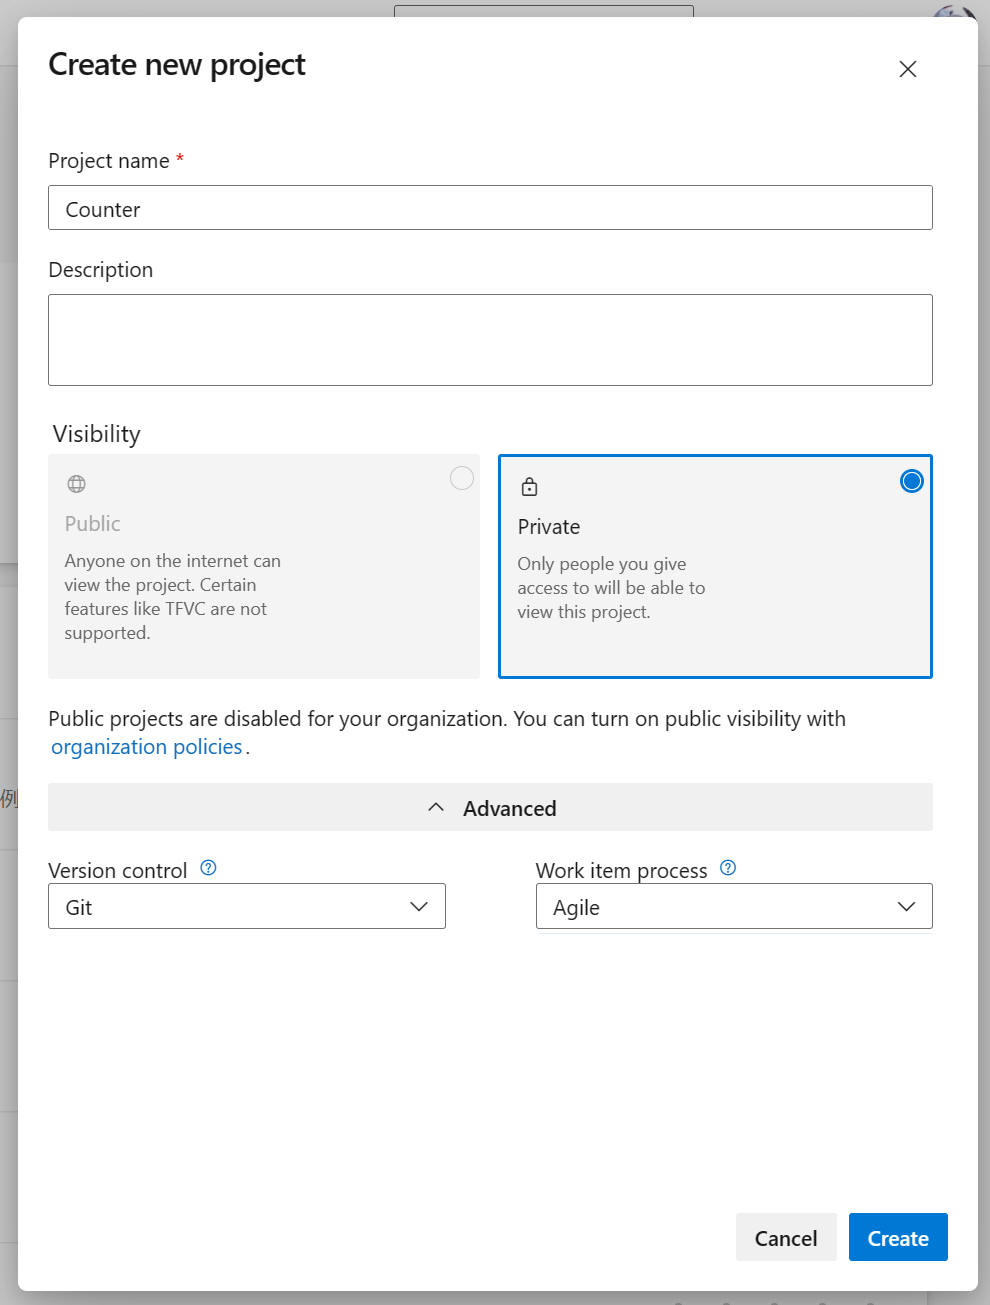 Create new project
Project name *
Counter
Description
Visibility
Public
Anyone on the internet can
view the project. Certain
features like TFVC are not
supported.
Private
Only people you give
access to will be able to
view this project.
Public projects are disabled for your organization. You can turn on public visibility with
organization policies.
例
Advanced
Version control
Git
Work item process
Agile
Cancel
Create